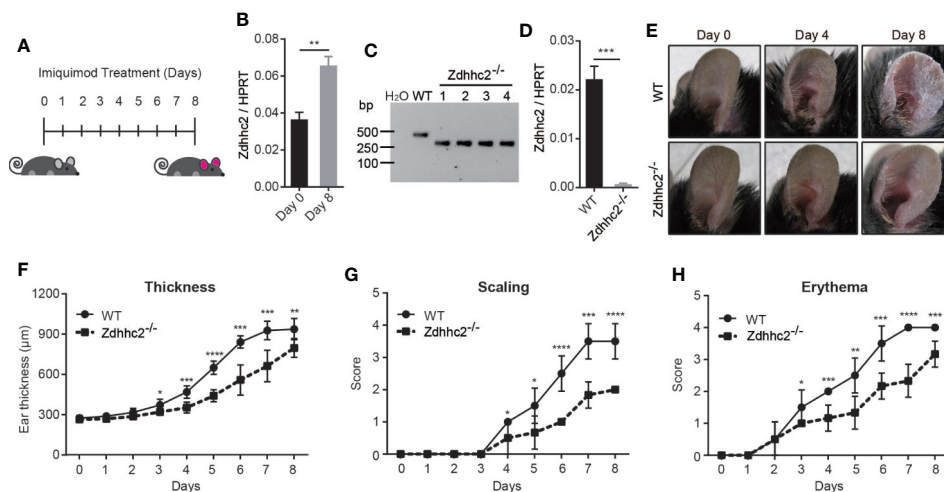 A
Imiquimod Treatment (Days)
0 1 2 3 4 5 6 7 8
B
**
Zdhhc2 / HPRT
0.08
0.06
0.04
0.02
0.00
Day 0
Day 8
C
Zdhhc2⁻/⁻
H₂O WT 1 2 3 4
bp
500
250
100
D
***
Zdhhc2 / HPRT
0.03
0.02
0.01
0.00
WT
Zdhhc2⁻/⁻
E
Day 0 Day 4 Day 8
WT
Zdhhc2⁻/⁻
F
Thickness
WT
Zdhhc2⁻/⁻
Ear thickness (µm)
1200
900
600
300
0
* *** **** *** *** **
0 1 2 3 4 5 6 7 8
Days
G
Scaling
WT
Zdhhc2⁻/⁻
Score
5
4
3
2
1
0
* * **** *** ****
0 1 2 3 4 5 6 7 8
Days
H
Erythema
WT
Zdhhc2⁻/⁻
Score
5
4
3
2
1
0
* *** ** *** **** ***
0 1 2 3 4 5 6 7 8
Days